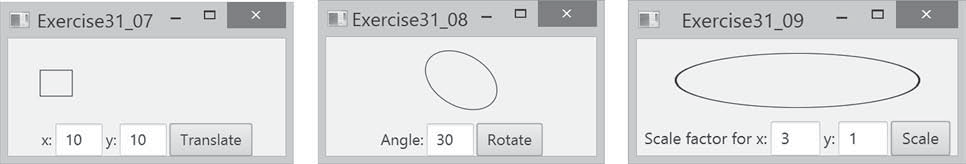 Exercise31_07
x: 10 y: 10 Translate
Exercise31_08
Angle: 30 Rotate
Exercise31_09
Scale factor for x: 3 y: 1 Scale